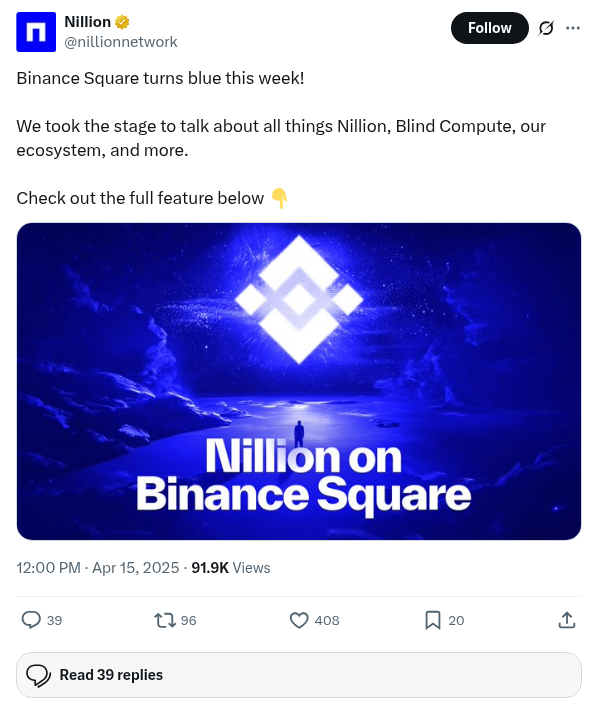 Nillion
@nillionnetwork
Follow
Binance Square turns blue this week!
We took the stage to talk about all things Nillion, Blind Compute, our
ecosystem, and more.
Check out the full feature below 👇
Nillion on
Binance Square
12:00 PM · Apr 15, 2025 · 91.9K Views
39
96
408
20
Read 39 replies